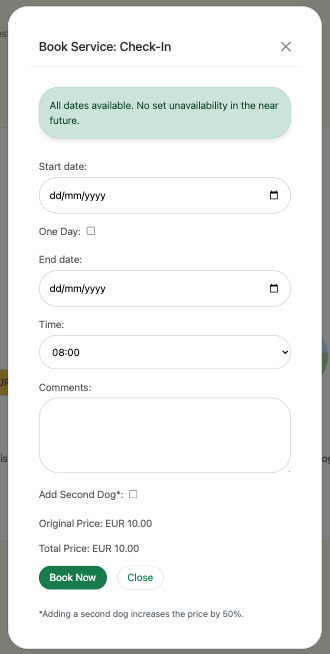 Book Service: Check-In
All dates available. No set unavailability in the near
future.
Start date:
dd/mm/yyyy
One Day:
End date:
dd/mm/yyyy
Time:
08:00
Comments:
Add Second Dog*:
Original Price: EUR 10.00
Total Price: EUR 10.00
Book Now
Close
*Adding a second dog increases the price by 50%.